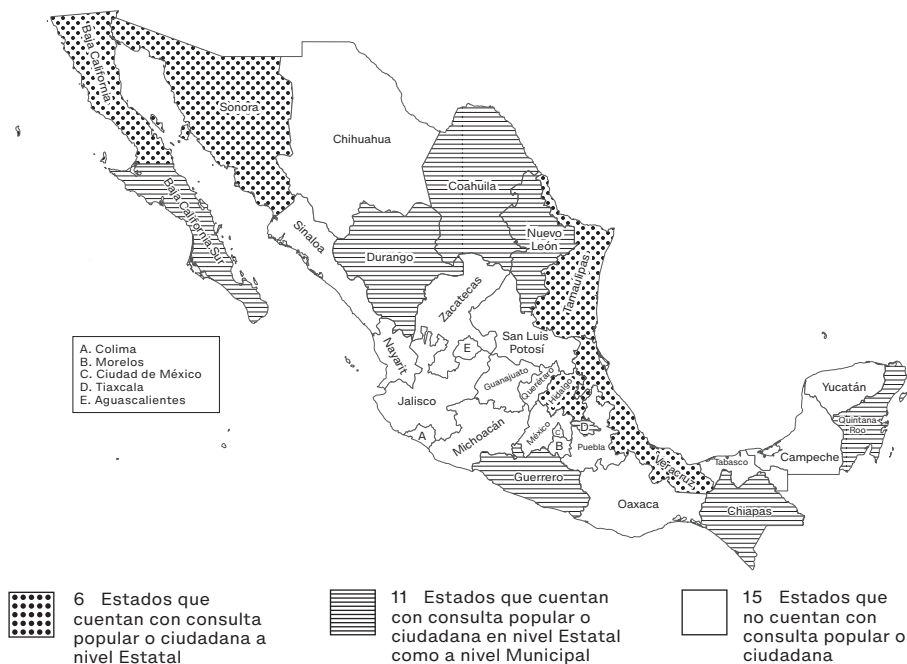 Baja California
Sonora
Chihuahua
Coahuila
Baja California Sur
Sinaloa
Durango
Nuevo
León
Tamaulipas
Zacatecas
San Luis
Potosí
Nayarit
E
A. Colima
B. Morelos
C. Ciudad de México
D. Tiaxcala
E. Aguascalientes
Guanajuato
Querétaro
Hidalgo
Jalisco
A
Michoacán
México
C
B
D
Puebla
Veracruz
Guerrero
Oaxaca
Tabasco
Chiapas
Campeche
Yucatán
Quintana
Roo
6 Estados que
cuentan con consulta
popular o ciudadana a
nivel Estatal
11 Estados que cuentan
con consulta popular o
ciudadana en nivel Estatal
como a nivel Municipal
15 Estados que
no cuentan con
consulta popular o
ciudadana